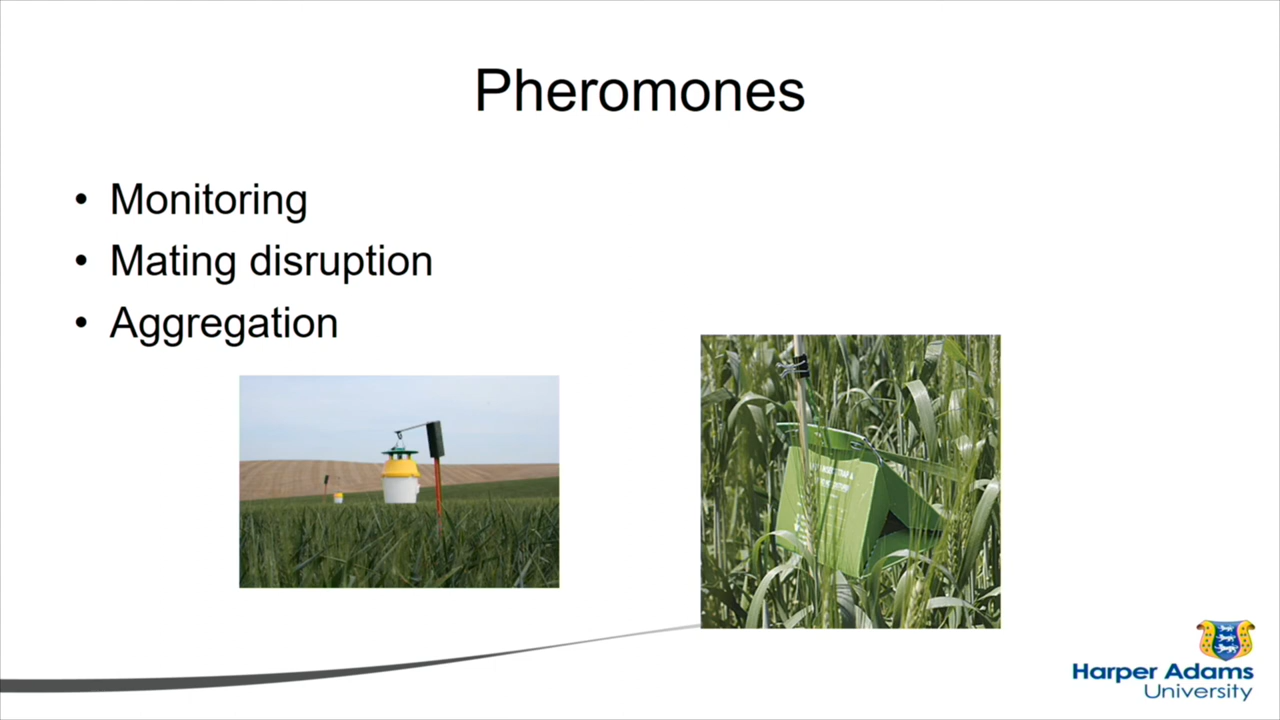 Pheromones
• Monitoring
• Mating disruption
• Aggregation
Harper Adams
University